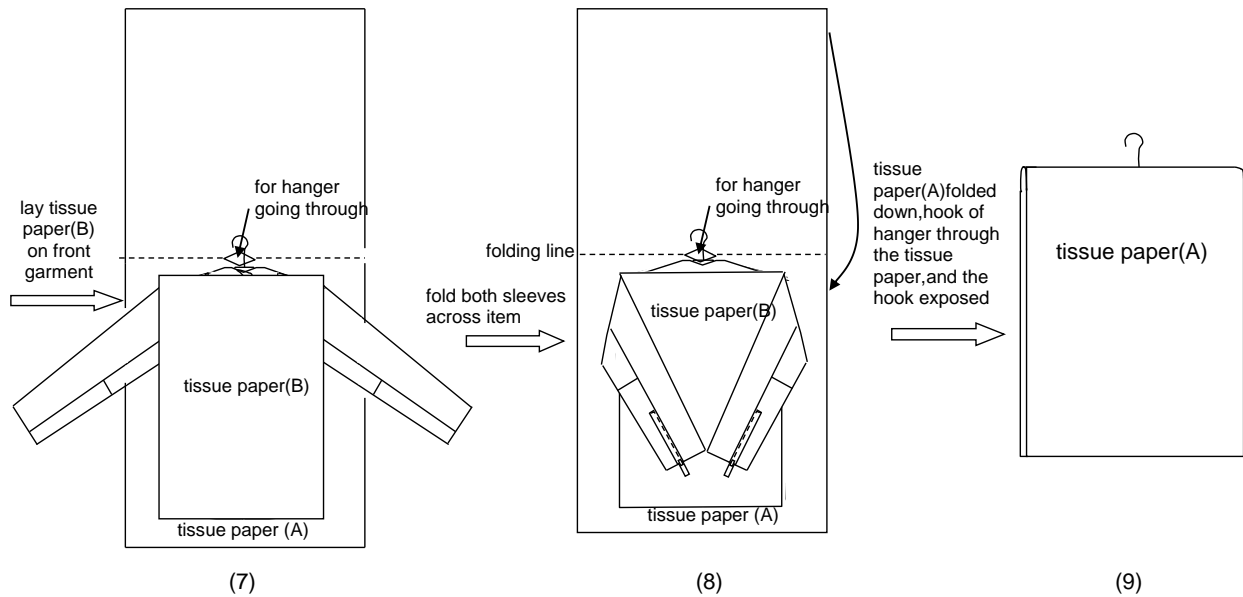 lay tissue
paper(B)
on front
garment
for hanger
going through
tissue paper(B)
tissue paper (A)
(7)
fold both sleeves
across item
folding line
for hanger
going through
tissue paper(B)
tissue paper (A)
(8)
tissue
paper(A)folded
down,hook of
hanger through
the tissue
paper,and the
hook exposed
tissue paper(A)
(9)